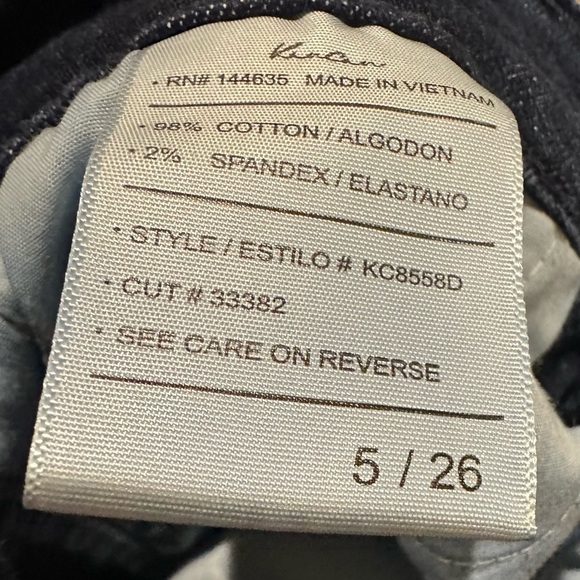 KanCan
· RN# 144635 MADE IN VIETNAM
· 98% COTTON / ALGODON
· 2% SPANDEX / ELASTANO
· STYLE / ESTILO # KC8558D
· CUT # 33382
· SEE CARE ON REVERSE
5 / 26